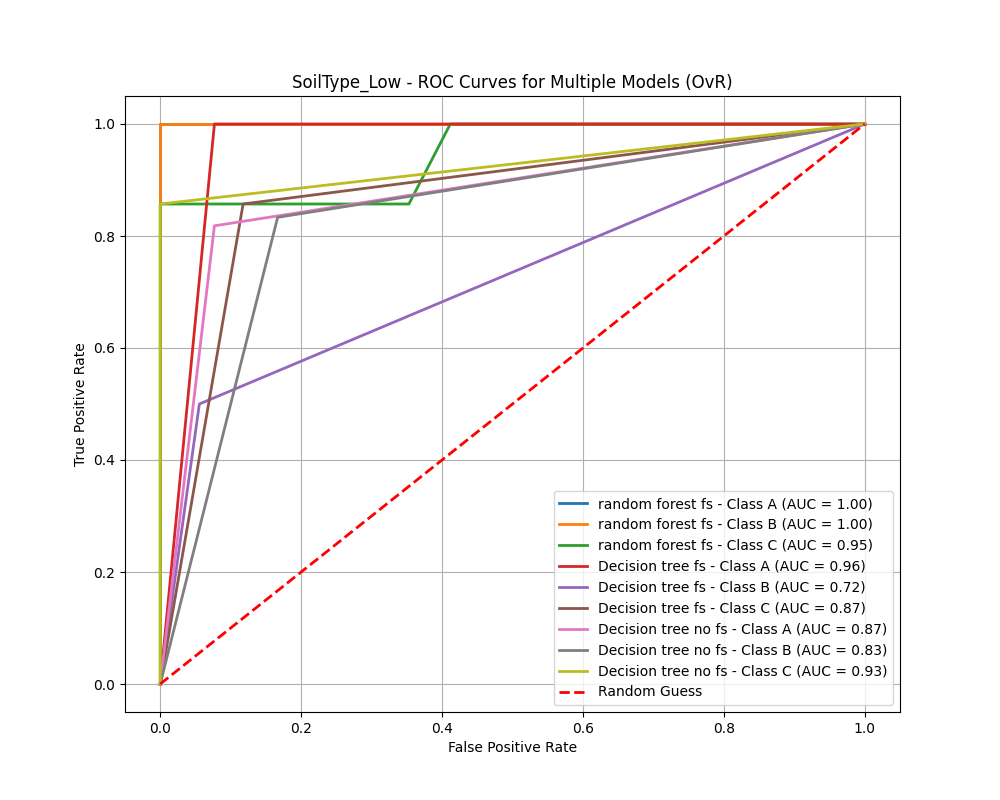 SoilType_Low - ROC Curves for Multiple Models (OvR)
True Positive Rate
1.0
0.8
0.6
0.4
0.2
0.0
random forest fs - Class A (AUC = 1.00)
random forest fs - Class B (AUC = 1.00)
random forest fs - Class C (AUC = 0.95)
Decision tree fs - Class A (AUC = 0.96)
Decision tree fs - Class B (AUC = 0.72)
Decision tree fs - Class C (AUC = 0.87)
Decision tree no fs - Class A (AUC = 0.87)
Decision tree no fs - Class B (AUC = 0.83)
Decision tree no fs - Class C (AUC = 0.93)
Random Guess
0.0 0.2 0.4 0.6 0.8 1.0
False Positive Rate